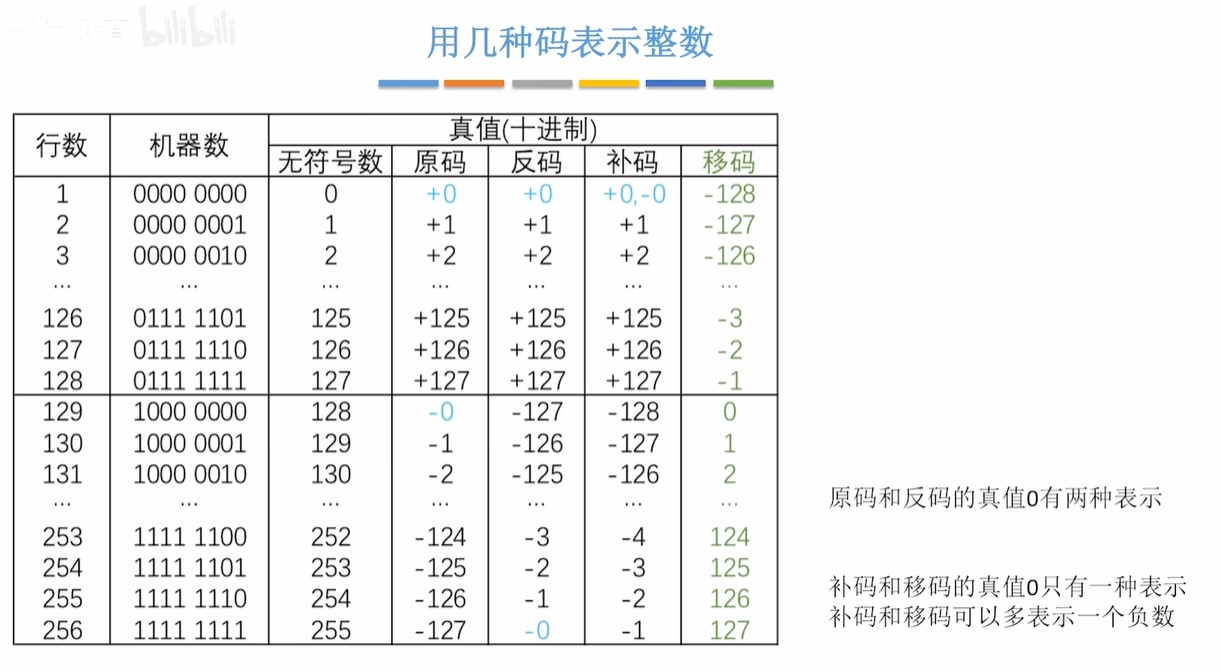 bilibili
用几种码表示整数
行数 机器数 真值(十进制)
无符号数 原码 反码 补码 移码
1 0000 0000 0 +0 +0 +0,-0 -128
2 0000 0001 1 +1 +1 +1 -127
3 0000 0010 2 +2 +2 +2 -126
... ... ... ... ... ... ...
126 0111 1101 125 +125 +125 +125 -3
127 0111 1110 126 +126 +126 +126 -2
128 0111 1111 127 +127 +127 +127 -1
129 1000 0000 128 -0 -127 -128 0
130 1000 0001 129 -1 -126 -127 1
131 1000 0010 130 -2 -125 -126 2
... ... ... ... ... ... ...
253 1111 1100 252 -124 -3 -4 124
254 1111 1101 253 -125 -2 -3 125
255 1111 1110 254 -126 -1 -2 126
256 1111 1111 255 -127 -0 -1 127
原码和反码的真值0有两种表示
补码和移码的真值0只有一种表示
补码和移码可以多表示一个负数